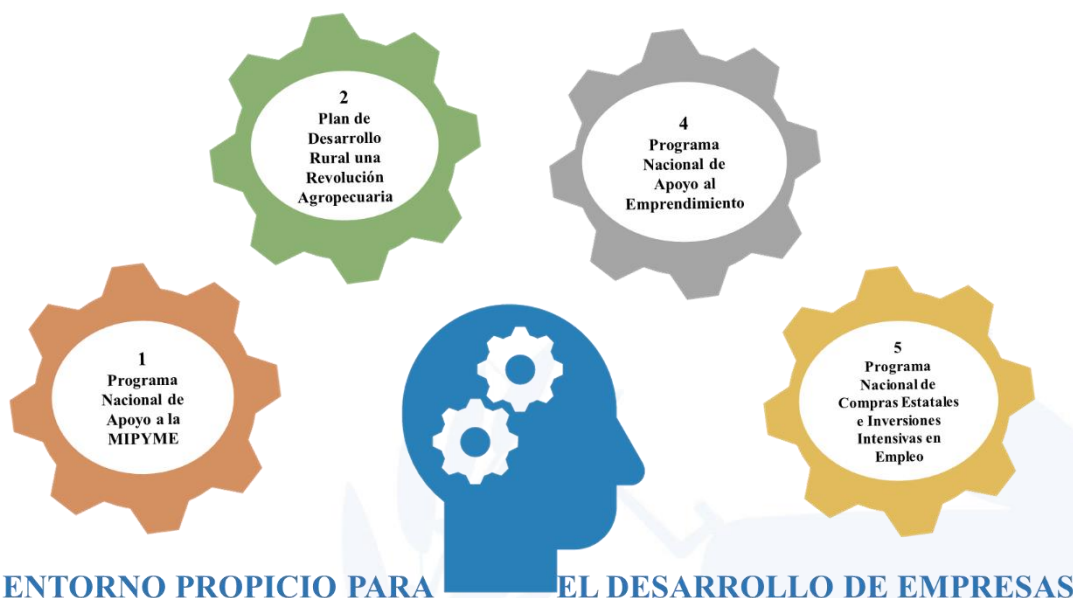 2
Plan de
Desarrollo
Rural una
Revolución
Agropecuaria
4
Programa
Nacional de
Apoyo al
Emprendimiento
1
Programa
Nacional de
Apoyo a la
MIPYME
5
Programa
Nacional de
Compras Estatales
e Inversiones
Intensivas en
Empleo
ENTORNO PROPICIO PARA EL DESARROLLO DE EMPRESAS